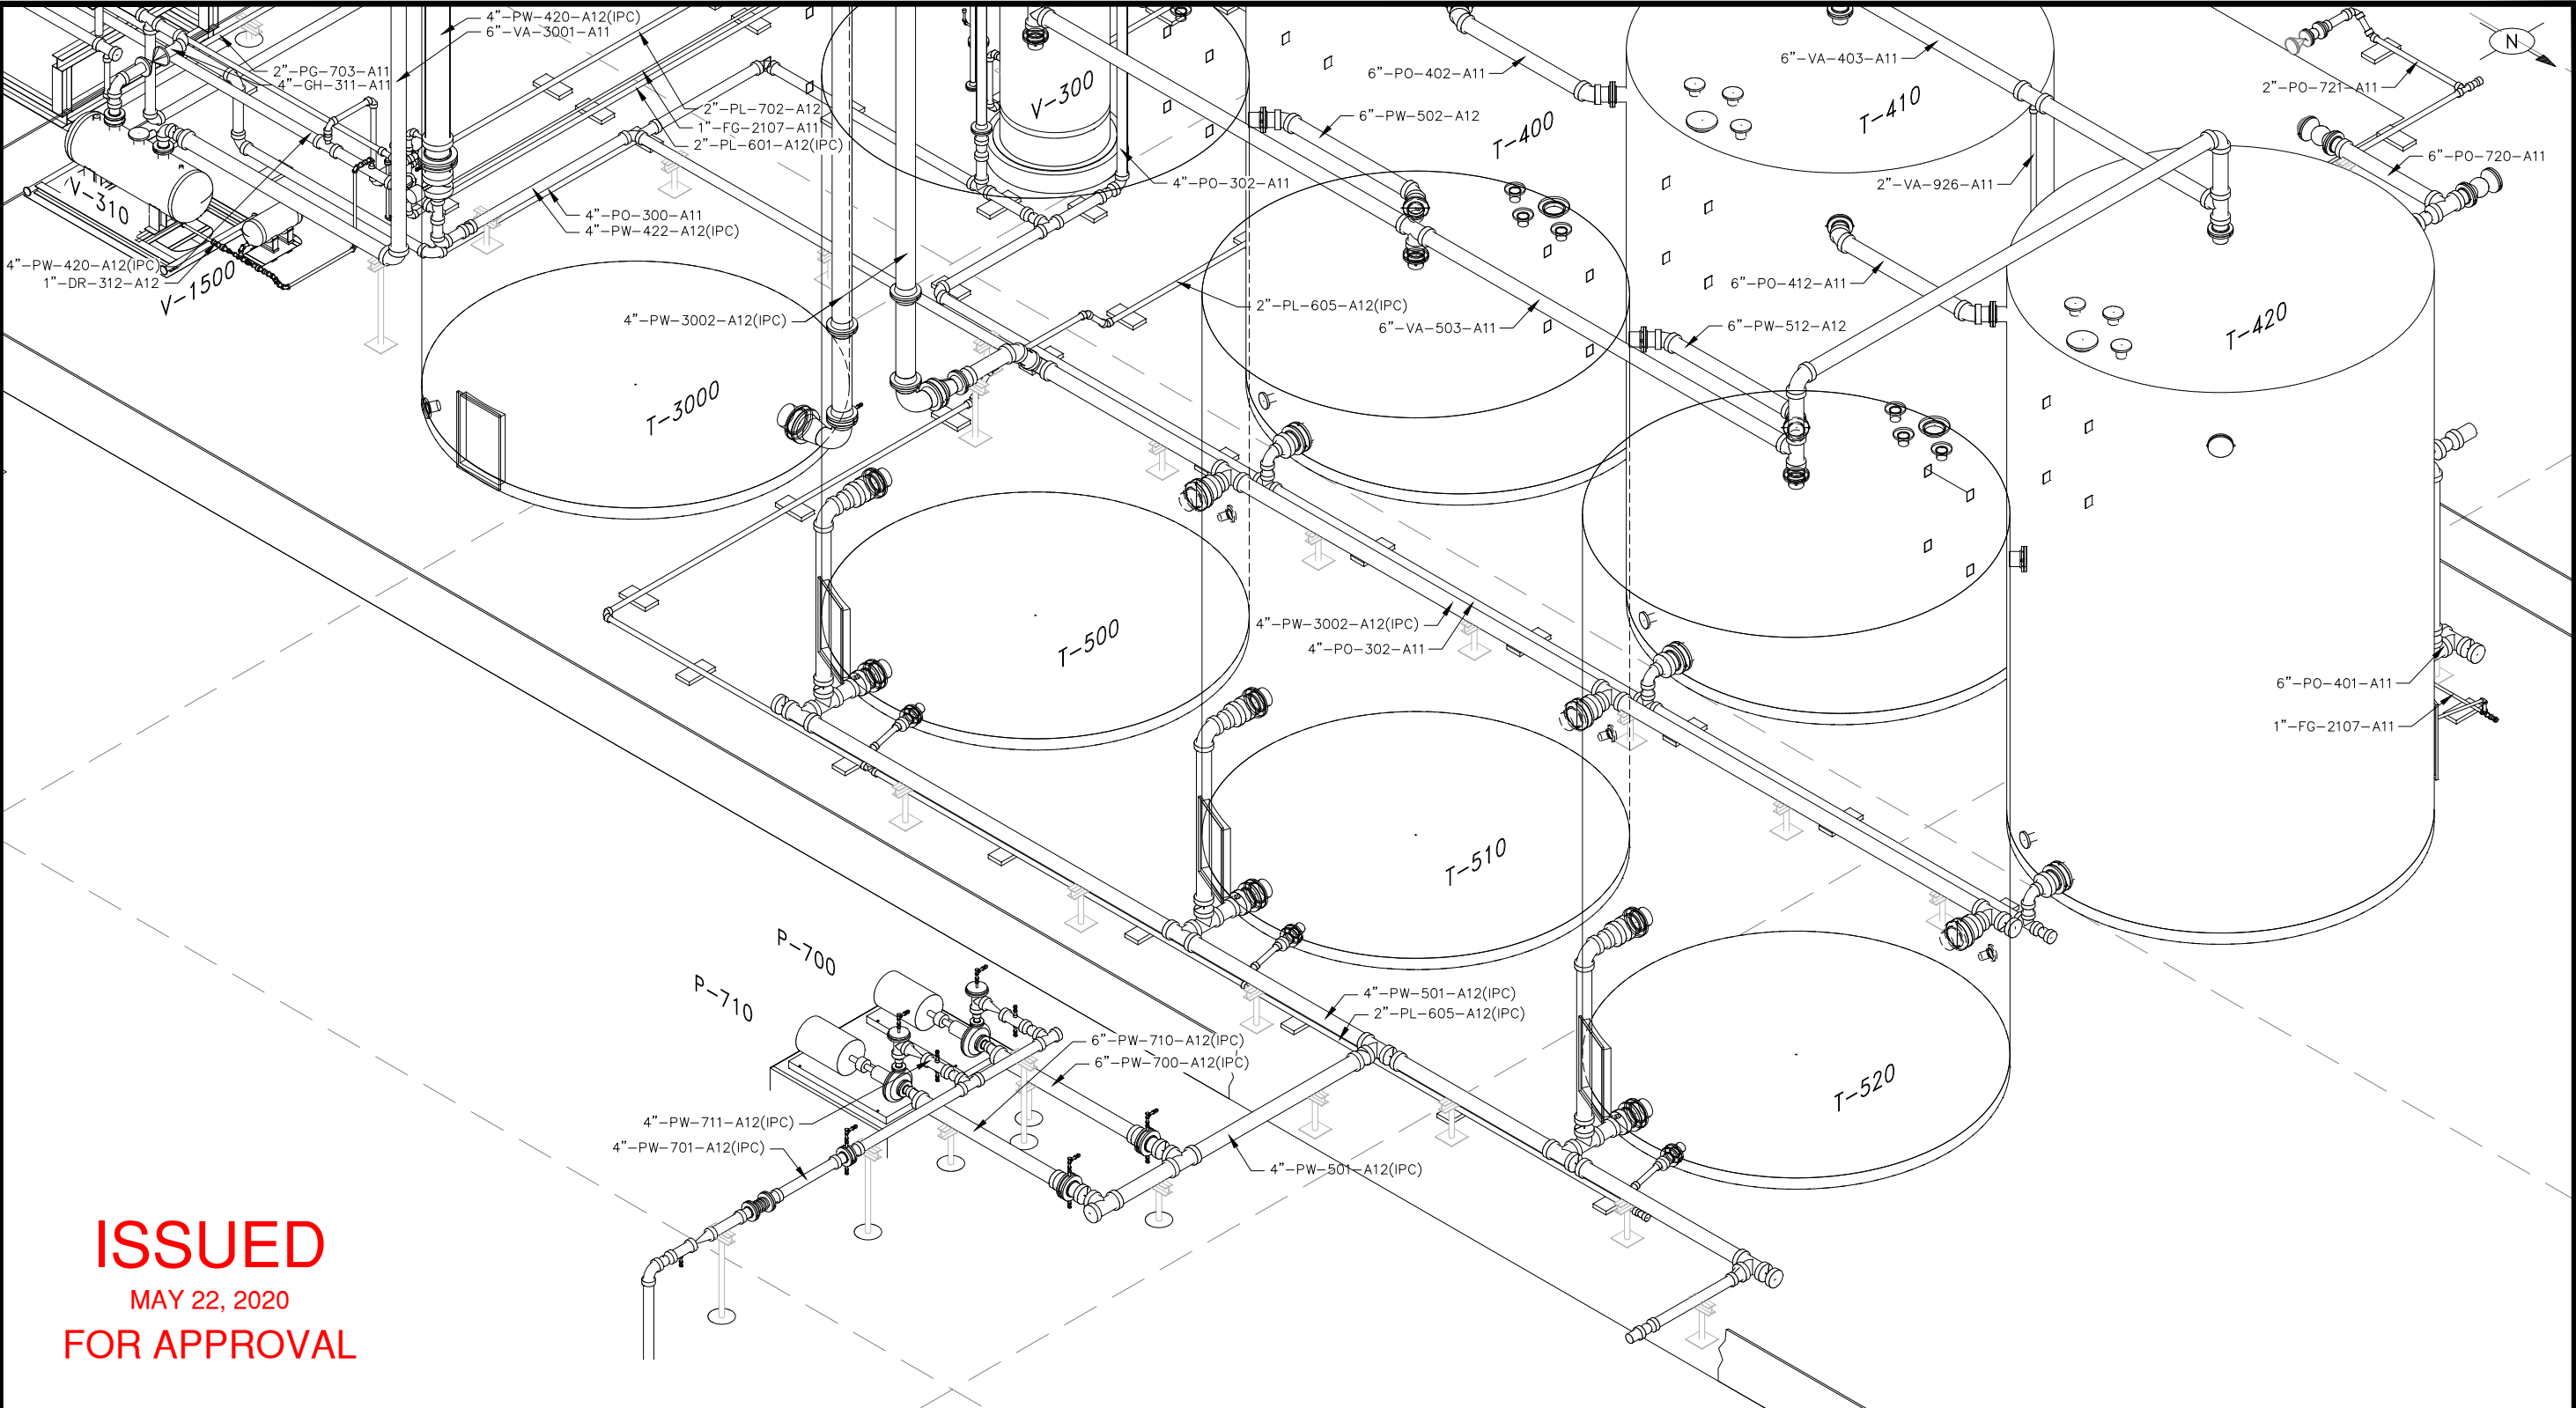 4"-PW-420-A12(IPC)
6"-VA-3001-A11
2"-PG-703-A11
4"-GH-311-A11
2"-PL-702-A12
1"-FG-2107-A11
2"-PL-601-A12(IPC)
V-300
6"-PO-402-A11
6"-PW-502-A12
T-400
6"-VA-403-A11
T-410
2"-PO-721-A11
N
6"-PO-720-A11
2"-VA-926-A11
4"-PO-302-A11
V-310
4"-PO-300-A11
4"-PW-422-A12(IPC)
4"-PW-420-A12(IPC)
1"-DR-312-A12
V-1500
4"-PW-3002-A12(IPC)
2"-PL-605-A12(IPC)
6"-VA-503-A11
6"-PO-412-A11
6"-PW-512-A12
T-420
T-3000
T-500
4"-PW-3002-A12(IPC)
4"-PO-302-A11
6"-PO-401-A11
1"-FG-2107-A11
T-510
P-700
P-710
4"-PW-501-A12(IPC)
2"-PL-605-A12(IPC)
6"-PW-710-A12(IPC)
6"-PW-700-A12(IPC)
T-520
4"-PW-711-A12(IPC)
4"-PW-701-A12(IPC)
4"-PW-501-A12(IPC)
ISSUED
MAY 22, 2020
FOR APPROVAL